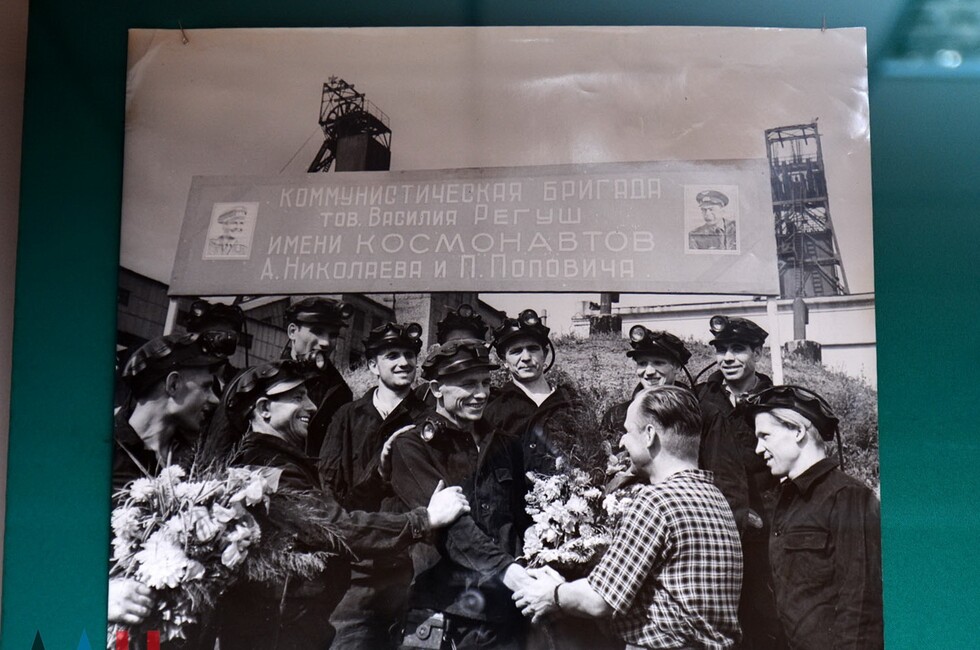 КОММУНИСТИЧЕСКАЯ БРИГАДА
ТОВ. ВАСИЛИЯ РЕГУШ
ИМЕНИ КОСМОНАВТОВ
А. НИКОЛАЕВА И П. ПОПОВИЧА